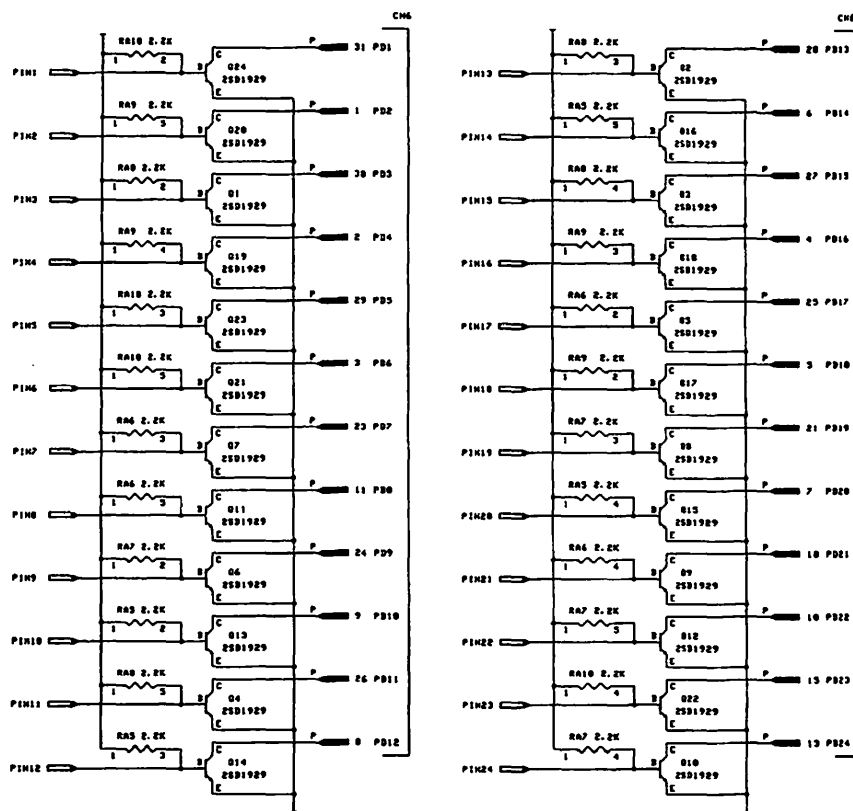 CH6
RA10 2.2K
1 2
PIN1
B
C
Q24
2SD1929
E
P
31 PD1
RA9 2.2K
1 5
PIN2
B
C
Q20
2SD1929
E
P
1 PD2
RA8 2.2K
1 2
PIN3
B
C
Q1
2SD1929
E
P
30 PD3
RA9 2.2K
1 4
PIN4
B
C
Q19
2SD1929
E
P
2 PD4
RA10 2.2K
1 3
PIN5
B
C
Q23
2SD1929
E
P
29 PD5
RA10 2.2K
1 5
PIN6
B
C
Q21
2SD1929
E
P
3 PD6
RA6 2.2K
1 3
PIN7
B
C
Q7
2SD1929
E
P
23 PD7
RA6 2.2K
1 5
PIN8
B
C
Q11
2SD1929
E
P
11 PD8
RA7 2.2K
1 2
PIN9
B
C
Q6
2SD1929
E
P
24 PD9
RA5 2.2K
1 2
PIN10
B
C
Q13
2SD1929
E
P
9 PD10
RA8 2.2K
1 5
PIN11
B
C
Q4
2SD1929
E
P
26 PD11
RA5 2.2K
1 3
PIN12
B
C
Q14
2SD1929
E
P
8 PD12
RA8 2.2K
1 3
PIN13
B
C
Q2
2SD1929
E
P
28 PD13
RA5 2.2K
1 5
PIN14
B
C
Q16
2SD1929
E
P
6 PD14
RA8 2.2K
1 4
PIN15
B
C
Q3
2SD1929
E
P
27 PD15
RA9 2.2K
1 3
PIN16
B
C
Q18
2SD1929
E
P
4 PD16
RA6 2.2K
1 2
PIN17
B
C
Q5
2SD1929
E
P
25 PD17
RA9 2.2K
1 2
PIN18
B
C
Q17
2SD1929
E
P
5 PD18
RA7 2.2K
1 3
PIN19
B
C
Q8
2SD1929
E
P
21 PD19
RA5 2.2K
1 4
PIN20
B
C
Q15
2SD1929
E
P
7 PD20
RA6 2.2K
1 4
PIN21
B
C
Q9
2SD1929
E
P
18 PD21
RA7 2.2K
1 5
PIN22
B
C
Q12
2SD1929
E
P
10 PD22
RA10 2.2K
1 4
PIN23
B
C
Q22
2SD1929
E
P
15 PD23
RA7 2.2K
1 4
PIN24
B
C
Q10
2SD1929
E
P
13 PD24